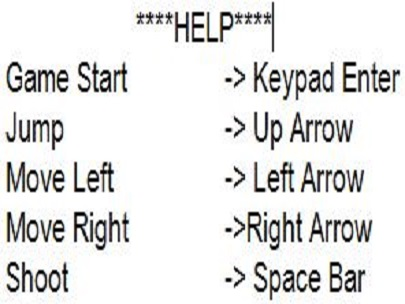 ****HELP****
Game Start -> Keypad Enter
Jump -> Up Arrow
Move Left -> Left Arrow
Move Right ->Right Arrow
Shoot -> Space Bar